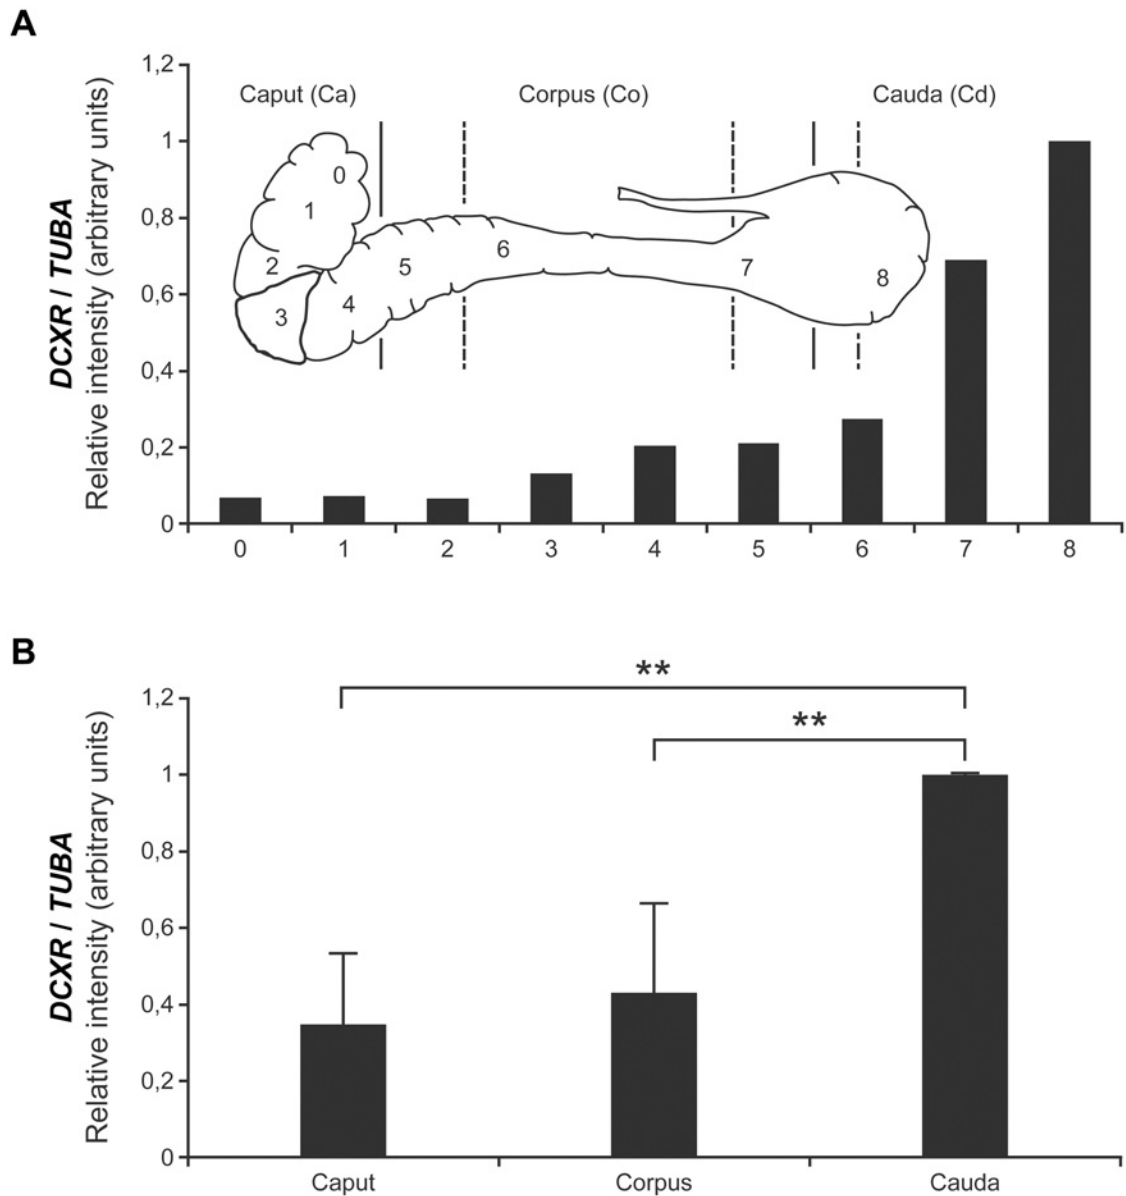 A
DCXR / TUBA
Relative intensity (arbitrary units)
1,2
1
0,8
0,6
0,4
0,2
0
Caput (Ca) Corpus (Co) Cauda (Cd)
0
1
2
3
4
5
6
7
8
0 1 2 3 4 5 6 7 8
B
DCXR / TUBA
Relative intensity (arbitrary units)
1,2
1
0,8
0,6
0,4
0,2
0
**
**
Caput Corpus Cauda